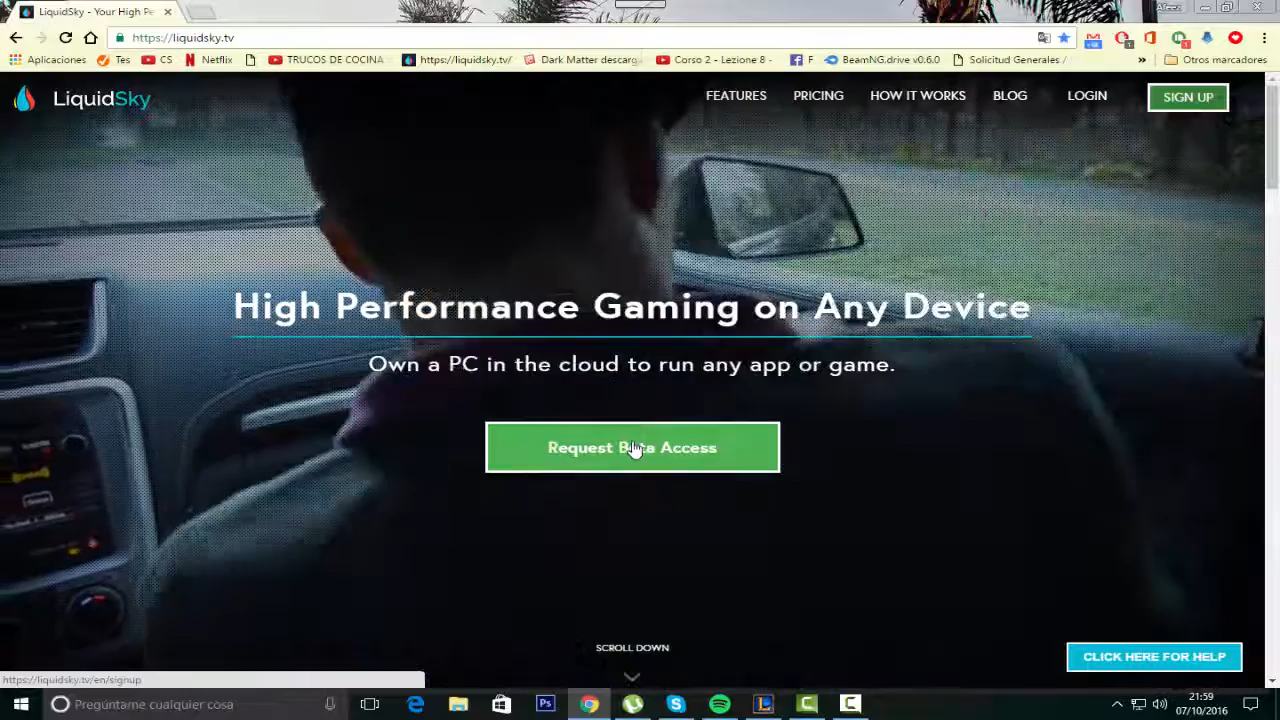 LiquidSky - Your High Pe
https://liquidsky.tv
Aplicaciones Tes CS Netflix TRUCOS DE COCINA https://liquidsky.tv/ Dark Matter descarg Corso 2 - Lezione 8 - F BeamNG.drive v0.6.0 Solicitud Generales / » Otros marcadores
LiquidSky FEATURES PRICING HOW IT WORKS BLOG LOGIN SIGN UP
High Performance Gaming on Any Device
Own a PC in the cloud to run any app or game.
Request Beta Access
SCROLL DOWN
CLICK HERE FOR HELP
https://liquidsky.tv/en/signup
Pregúntame cualquier cosa
21:59
07/10/2016